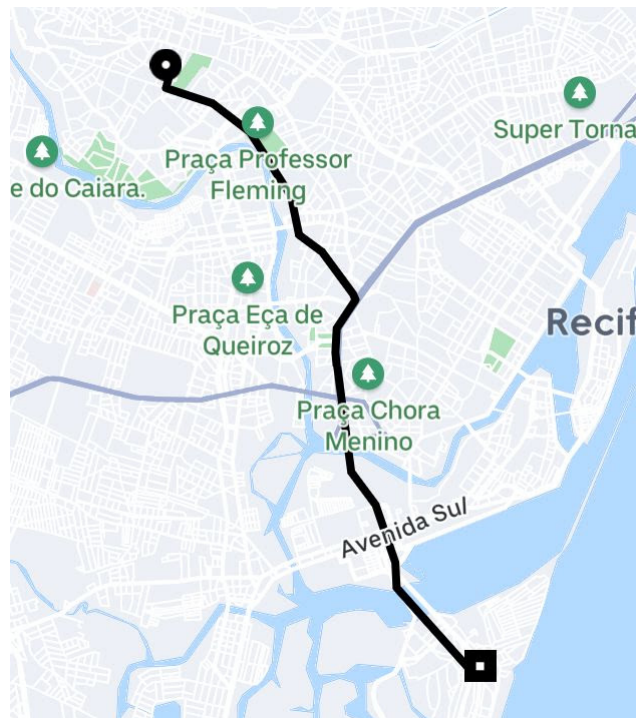 Super Torna
Praça Professor
Fleming
e do Caiara.
Praça Eça de
Queiroz
Recif
Praça Chora
Menino
Avenida Sul